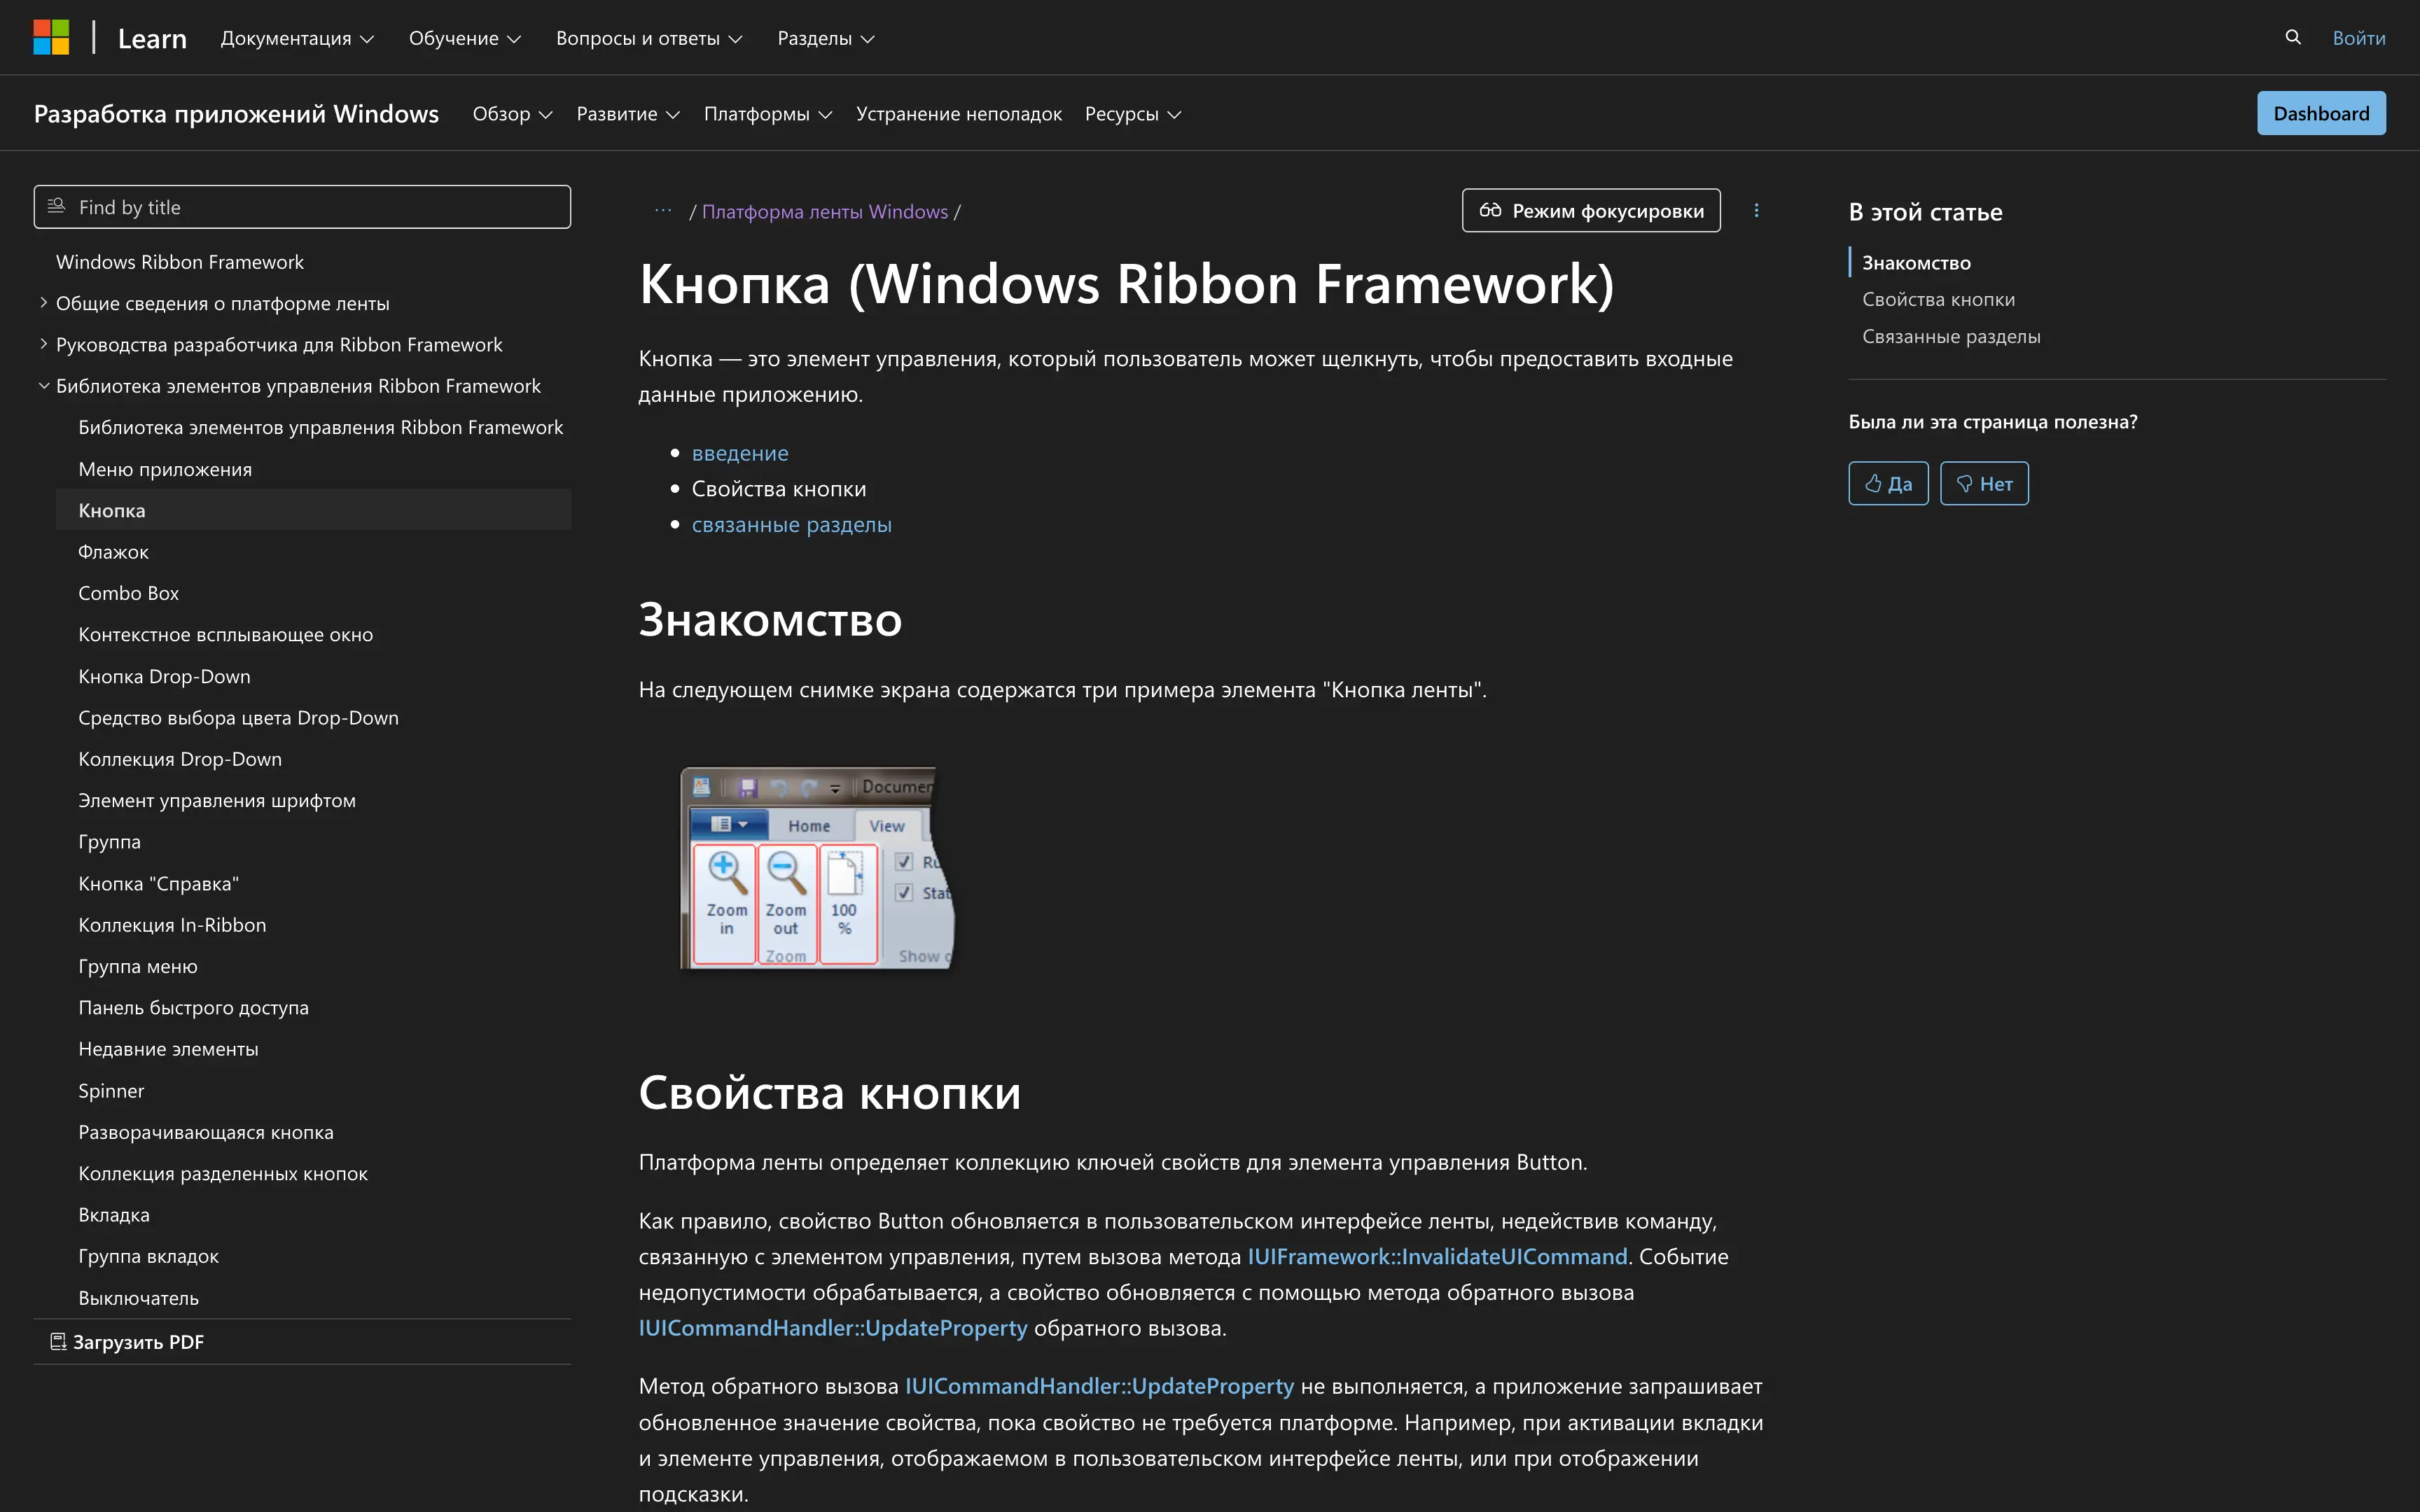 Learn
Документация
Обучение
Вопросы и ответы
Разделы
Войти
Разработка приложений Windows
Обзор
Развитие
Платформы
Устранение неполадок
Ресурсы
Dashboard
Find by title
Windows Ribbon Framework
Общие сведения о платформе ленты
Руководства разработчика для Ribbon Framework
Библиотека элементов управления Ribbon Framework
Библиотека элементов управления Ribbon Framework
Меню приложения
Кнопка
Флажок
Combo Box
Контекстное всплывающее окно
Кнопка Drop-Down
Средство выбора цвета Drop-Down
Коллекция Drop-Down
Элемент управления шрифтом
Группа
Кнопка "Справка"
Коллекция In-Ribbon
Группа меню
Панель быстрого доступа
Недавние элементы
Spinner
Разворачивающаяся кнопка
Коллекция разделенных кнопок
Вкладка
Группа вкладок
Выключатель
Загрузить PDF
... / Платформа ленты Windows /
Режим фокусировки
Кнопка (Windows Ribbon Framework)
Кнопка — это элемент управления, который пользователь может щелкнуть, чтобы предоставить входные
данные приложению.
• введение
• Свойства кнопки
• связанные разделы
Знакомство
На следующем снимке экрана содержатся три примера элемента "Кнопка ленты".
Documen
Home
View
Zoom in
Zoom out
100 %
Ru
Stat
Zoom
Show o
Свойства кнопки
Платформа ленты определяет коллекцию ключей свойств для элемента управления Button.
Как правило, свойство Button обновляется в пользовательском интерфейсе ленты, недействив команду,
связанную с элементом управления, путем вызова метода IUIFramework::InvalidateUICommand. Событие
недопустимости обрабатывается, а свойство обновляется с помощью метода обратного вызова
IUICommandHandler::UpdateProperty обратного вызова.
Метод обратного вызова IUICommandHandler::UpdateProperty не выполняется, а приложение запрашивает
обновленное значение свойства, пока свойство не требуется платформе. Например, при активации вкладки
и элементе управления, отображаемом в пользовательском интерфейсе ленты, или при отображении
подсказки.
В этой статье
Знакомство
Свойства кнопки
Связанные разделы
Была ли эта страница полезна?
Да
Нет